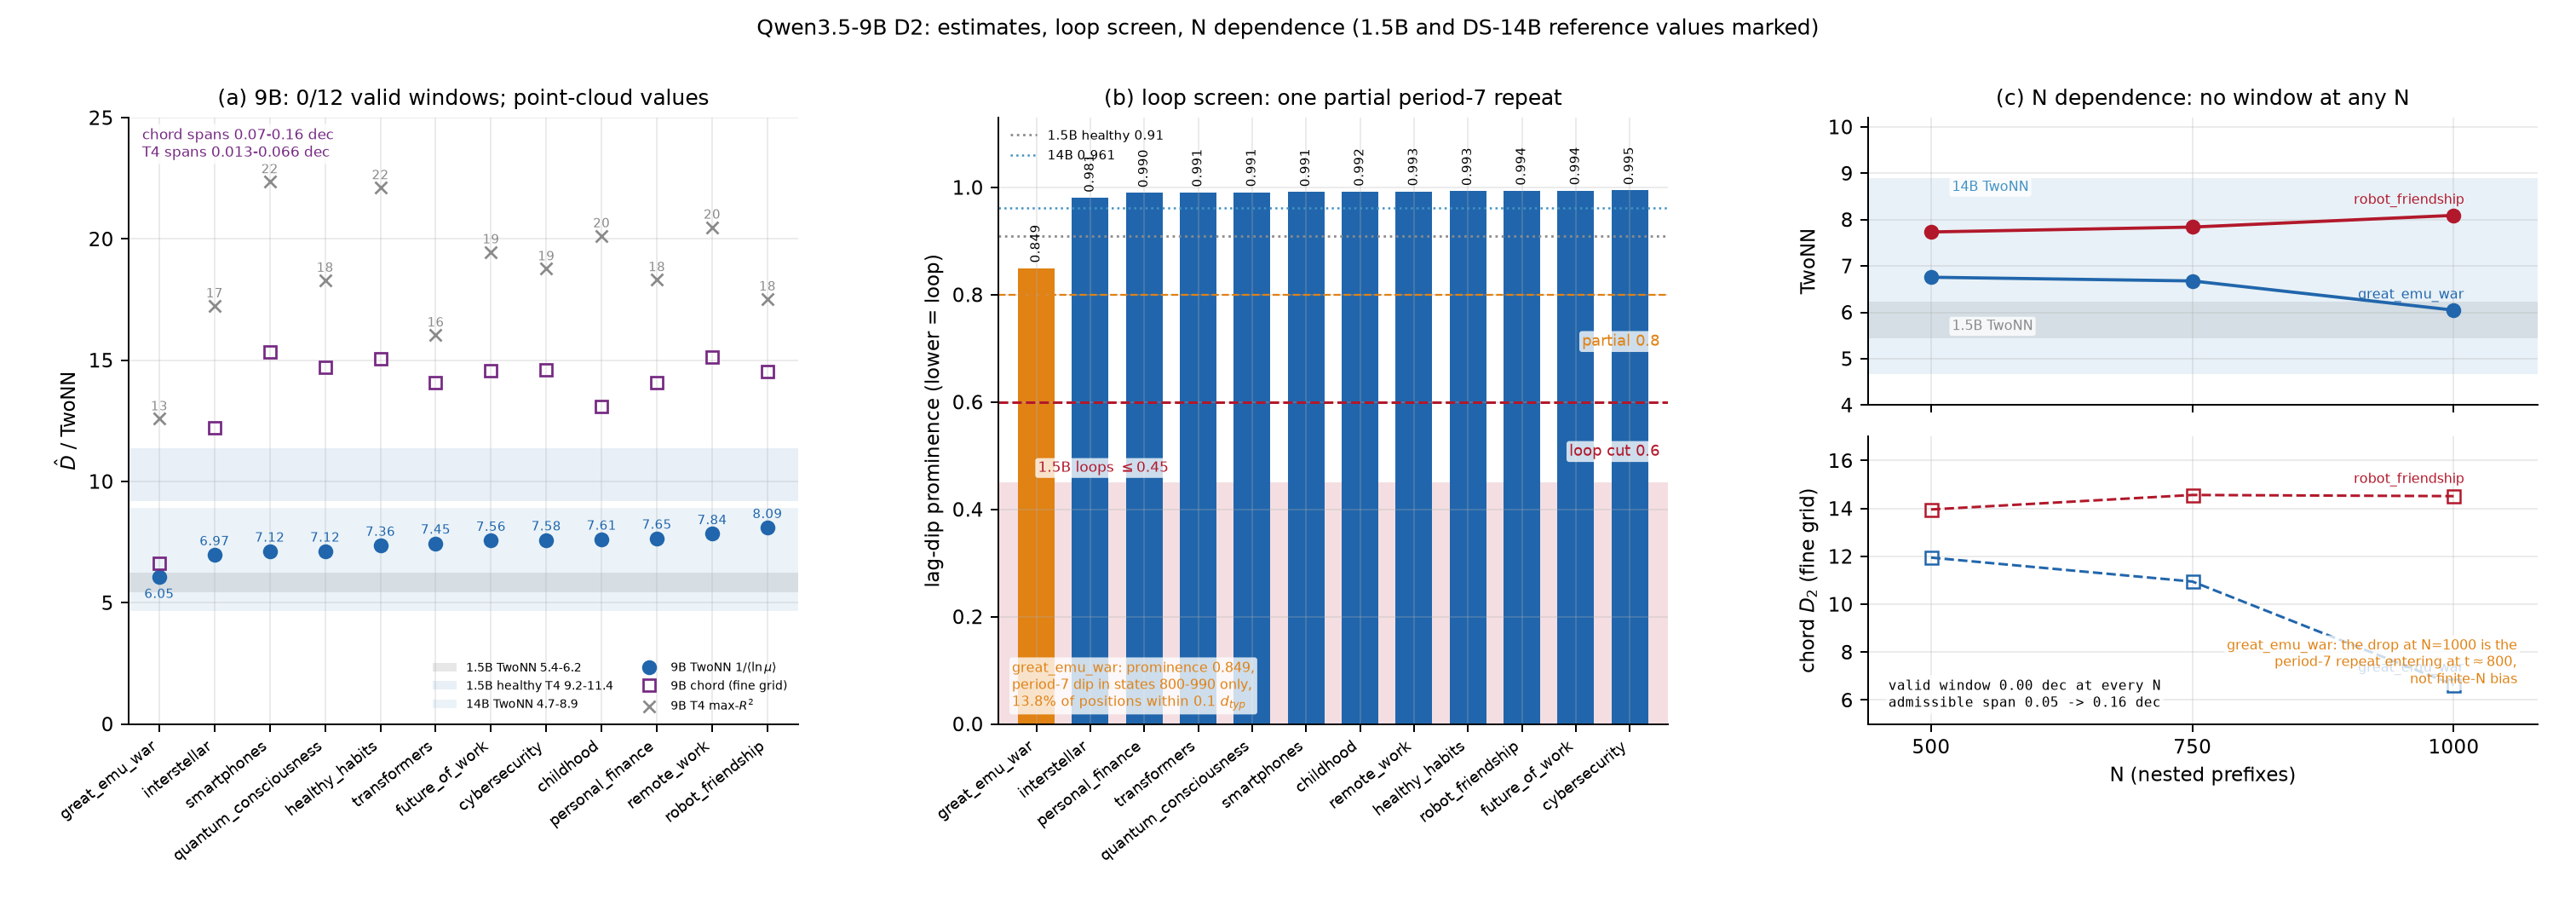 Qwen3.5-9B D2: estimates, loop screen, N dependence (1.5B and DS-14B reference values marked)
(a) 9B: 0/12 valid windows; point-cloud values
chord spans 0.07-0.16 dec
T4 spans 0.013-0.066 dec
D̂ / TwoNN
25
20
15
10
5
0
13
17
22
18
22
16
19
19
20
18
20
18
6.05
6.97
7.12
7.12
7.36
7.45
7.56
7.58
7.61
7.65
7.84
8.09
1.5B TwoNN 5.4-6.2
1.5B healthy T4 9.2-11.4
14B TwoNN 4.7-8.9
9B TwoNN 1/⟨ln μ⟩
9B chord (fine grid)
9B T4 max-R²
great_emu_war
interstellar
smartphones
quantum_consciousness
healthy_habits
transformers
future_of_work
cybersecurity
childhood
personal_finance
remote_work
robot_friendship
(b) loop screen: one partial period-7 repeat
1.5B healthy 0.91
14B 0.961
lag-dip prominence (lower = loop)
1.0
0.8
0.6
0.4
0.2
0.0
0.849
0.981
0.990
0.991
0.991
0.991
0.992
0.993
0.993
0.994
0.994
0.995
partial 0.8
loop cut 0.6
1.5B loops ≤0.45
great_emu_war: prominence 0.849,
period-7 dip in states 800-990 only,
13.8% of positions within 0.1 d_typ
great_emu_war
interstellar
personal_finance
transformers
quantum_consciousness
smartphones
childhood
remote_work
healthy_habits
robot_friendship
future_of_work
cybersecurity
(c) N dependence: no window at any N
TwoNN
10
9
8
7
6
5
4
14B TwoNN
robot_friendship
great_emu_war
1.5B TwoNN
chord D₂ (fine grid)
16
14
12
10
8
6
robot_friendship
great_emu_war: the drop at N=1000 is the
period-7 repeat entering at t≈800,
great_emu_war
not finite-N bias
valid window 0.00 dec at every N
admissible span 0.05 -> 0.16 dec
500
750
1000
N (nested prefixes)